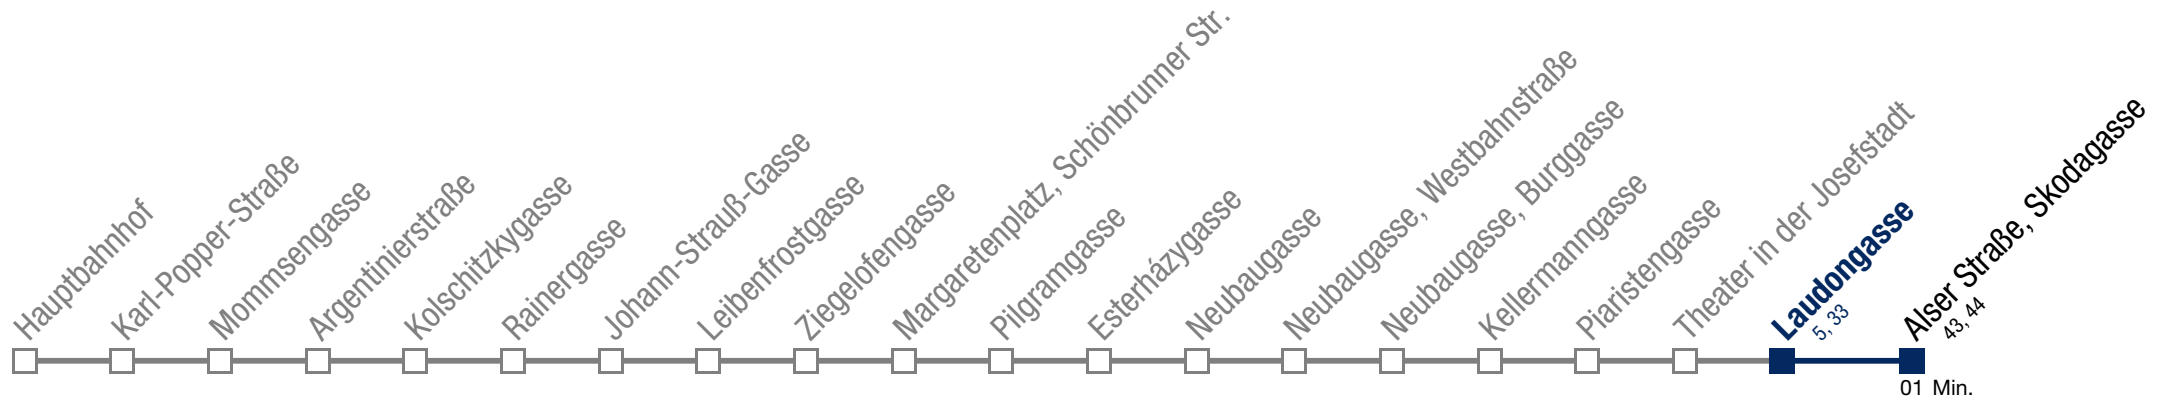 Hauptbahnhof
Karl-Popper-Straße
Mommsengasse
Argentinierstraße
Kolschitzkygasse
Rainergasse
Johann-Strauß-Gasse
Leibenfrostgasse
Ziegelofengasse
Margaretenplatz, Schönbrunner Str.
Pilgramgasse
Esterházygasse
Neubaugasse
Neubaugasse, Westbahnstraße
Neubaugasse, Burggasse
Kellermanngasse
Piaristengasse
Theater in der Josefstadt
Laudongasse
5, 33
Alser Straße, Skodagasse
43, 44
01 Min.